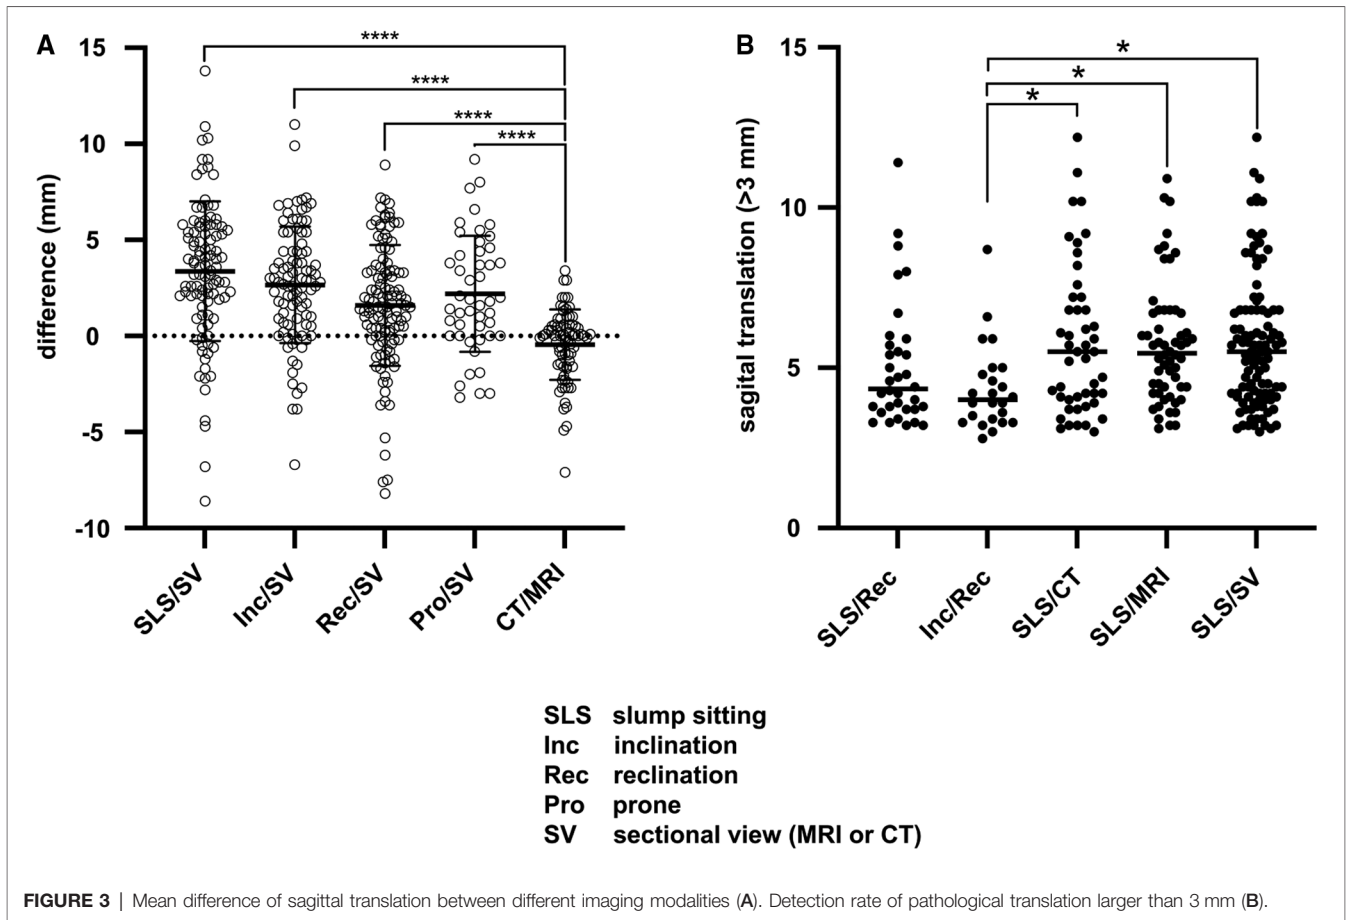 A
B
****
****
****
****
*
*
*
difference (mm)
15
10
5
0
-5
-10
SLS/SV
Inc/SV
Rec/SV
Pro/SV
CT/MRI
sagital translation (>3 mm)
15
10
5
0
SLS/Rec
Inc/Rec
SLS/CT
SLS/MRI
SLS/SV
SLS slump sitting
Inc inclination
Rec reclination
Pro prone
SV sectional view (MRI or CT)
FIGURE 3 | Mean difference of sagittal translation between different imaging modalities (A). Detection rate of pathological translation larger than 3 mm (B).